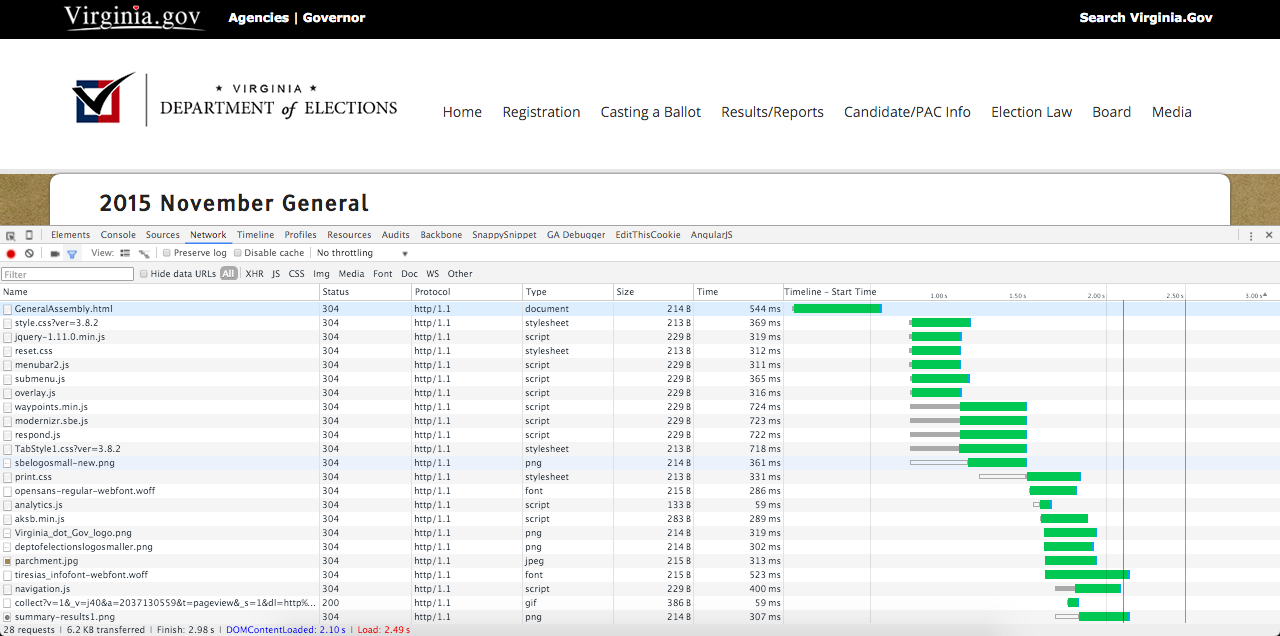 Virginia.gov Agencies | Governor Search Virginia.Gov
★ VIRGINIA ★
DEPARTMENT of ELECTIONS
Home Registration Casting a Ballot Results/Reports Candidate/PAC Info Election Law Board Media
2015 November General
Elements Console Sources Network Timeline Profiles Resources Audits Backbone SnappySnippet GA Debugger EditThisCookie AngularJS
View: Preserve log Disable cache No throttling
Filter Hide data URLs All XHR JS CSS Img Media Font Doc WS Other
Name Status Protocol Type Size Time Timeline – Start Time 1.00 s 1.50 s 2.00 s 2.50 s 3.00 s
GeneralAssembly.html 304 http/1.1 document 214 B 544 ms
style.css?ver=3.8.2 304 http/1.1 stylesheet 213 B 369 ms
jquery-1.11.0.min.js 304 http/1.1 script 229 B 319 ms
reset.css 304 http/1.1 stylesheet 213 B 312 ms
menubar2.js 304 http/1.1 script 229 B 311 ms
submenu.js 304 http/1.1 script 229 B 365 ms
overlay.js 304 http/1.1 script 229 B 316 ms
waypoints.min.js 304 http/1.1 script 229 B 724 ms
modernizr.sbe.js 304 http/1.1 script 229 B 723 ms
respond.js 304 http/1.1 script 229 B 722 ms
TabStyle1.css?ver=3.8.2 304 http/1.1 stylesheet 213 B 718 ms
sbelogosmall-new.png 304 http/1.1 png 214 B 361 ms
print.css 304 http/1.1 stylesheet 213 B 331 ms
opensans-regular-webfont.woff 304 http/1.1 font 215 B 286 ms
analytics.js 304 http/1.1 script 133 B 59 ms
aksb.min.js 304 http/1.1 script 283 B 289 ms
Virginia_dot_Gov_logo.png 304 http/1.1 png 214 B 319 ms
deptofelectionslogosmaller.png 304 http/1.1 png 214 B 302 ms
parchment.jpg 304 http/1.1 jpeg 215 B 313 ms
tiresias_infofont-webfont.woff 304 http/1.1 font 215 B 523 ms
navigation.js 304 http/1.1 script 229 B 400 ms
collect?v=1&_v=j40&a=2037130559&t=pageview&_s=1&dl=http%... 200 http/1.1 gif 386 B 59 ms
summary-results1.png 304 http/1.1 png 214 B 307 ms
28 requests | 6.2 KB transferred | Finish: 2.98 s | DOMContentLoaded: 2.10 s | Load: 2.49 s